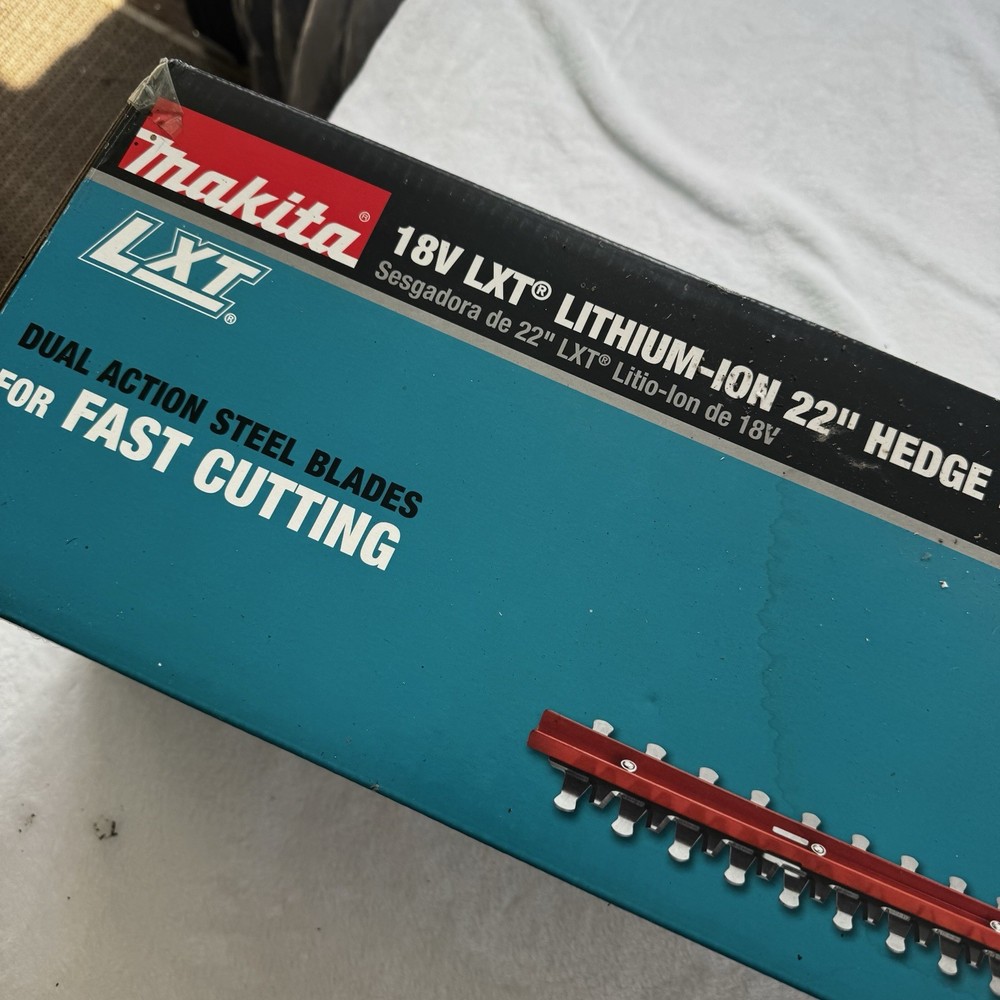 makita®
LXT®
18V LXT® LITHIUM-ION 22" HEDGE
Sesgadora de 22" LXT® Litio-Ion de 18V
DUAL ACTION STEEL BLADES
FOR FAST CUTTING